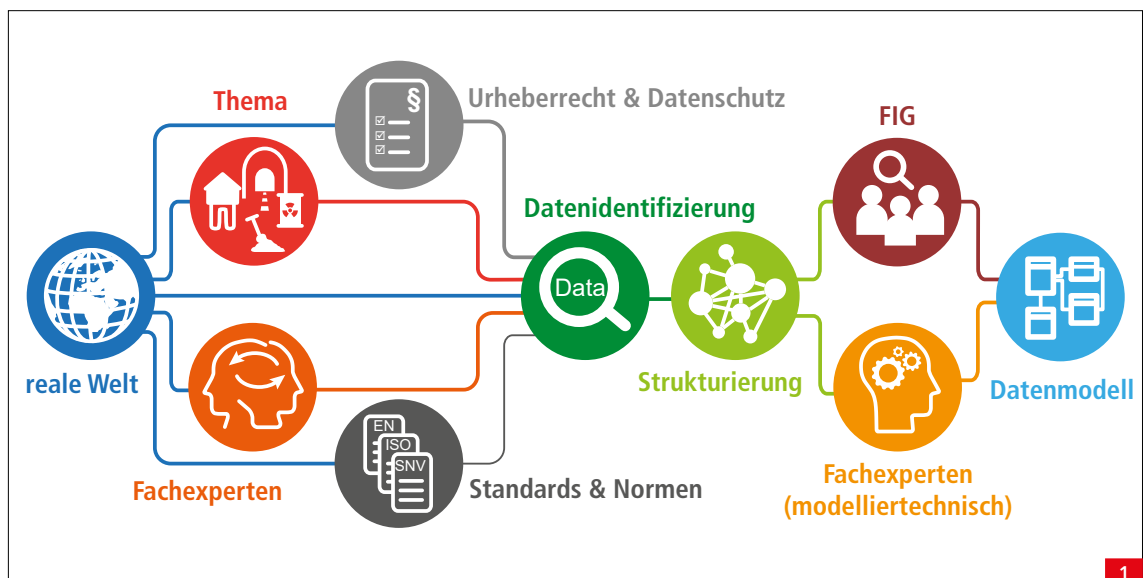 Thema
§
Urheberrecht & Datenschutz
FIG
Datenidentifizierung
Data
reale Welt
Strukturierung
Datenmodell
EN
ISO
SNV
Fachexperten
Standards & Normen
Fachexperten
(modelliertechnisch)
1